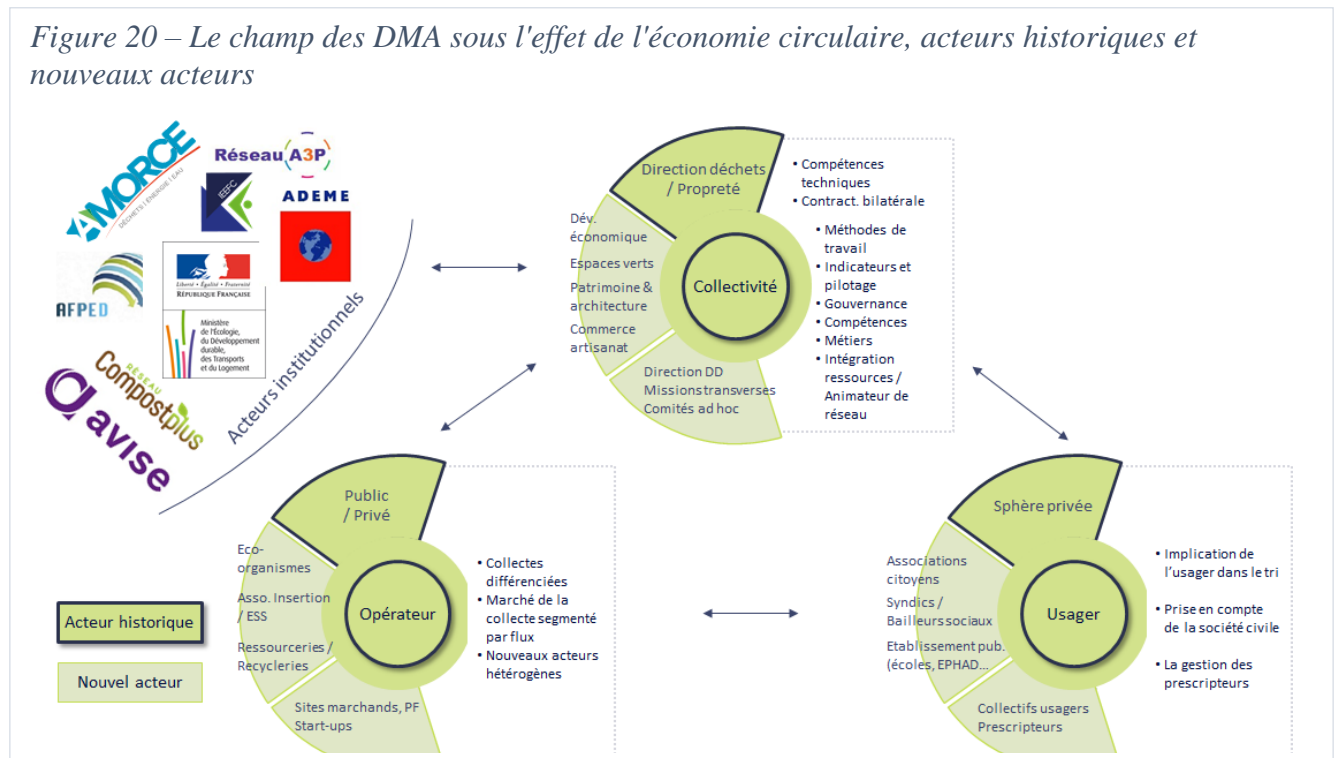 Figure 20 – Le champ des DMA sous l'effet de l'économie circulaire, acteurs historiques et
nouveaux acteurs
AMORCE
DÉCHETS | ÉNERGIE | EAU
Réseau A3P
IEEFC
ADEME
AFPED
Liberté • Égalité • Fraternité
RÉPUBLIQUE FRANÇAISE
Ministère
de l'Écologie,
du Développement
durable,
des Transports
et du Logement
RÉSEAU
Compostplus
avise
Acteurs institutionnels
Direction déchets
/ Propreté
Dév.
économique
Espaces verts
Patrimoine &
architecture
Commerce
artisanat
Direction DD
Missions transverses
Comités ad hoc
Collectivité
• Compétences
techniques
• Contract. bilatérale
• Méthodes de
travail
• Indicateurs et
pilotage
• Gouvernance
• Compétences
• Métiers
• Intégration
ressources /
Animateur de
réseau
Public
/ Privé
Eco-
organismes
Asso. Insertion
/ ESS
Ressourceries /
Recycleries
Sites marchands, PF
Start-ups
Opérateur
• Collectes
différenciées
• Marché de la
collecte segmenté
par flux
• Nouveaux acteurs
hétérogènes
Sphère privée
Associations
citoyens
Syndics /
Bailleurs sociaux
Etablissement pub.
(écoles, EPHAD...
Collectifs usagers
Prescripteurs
Usager
• Implication de
l'usager dans le tri
• Prise en compte
de la société civile
• La gestion des
prescripteurs
Acteur historique
Nouvel acteur